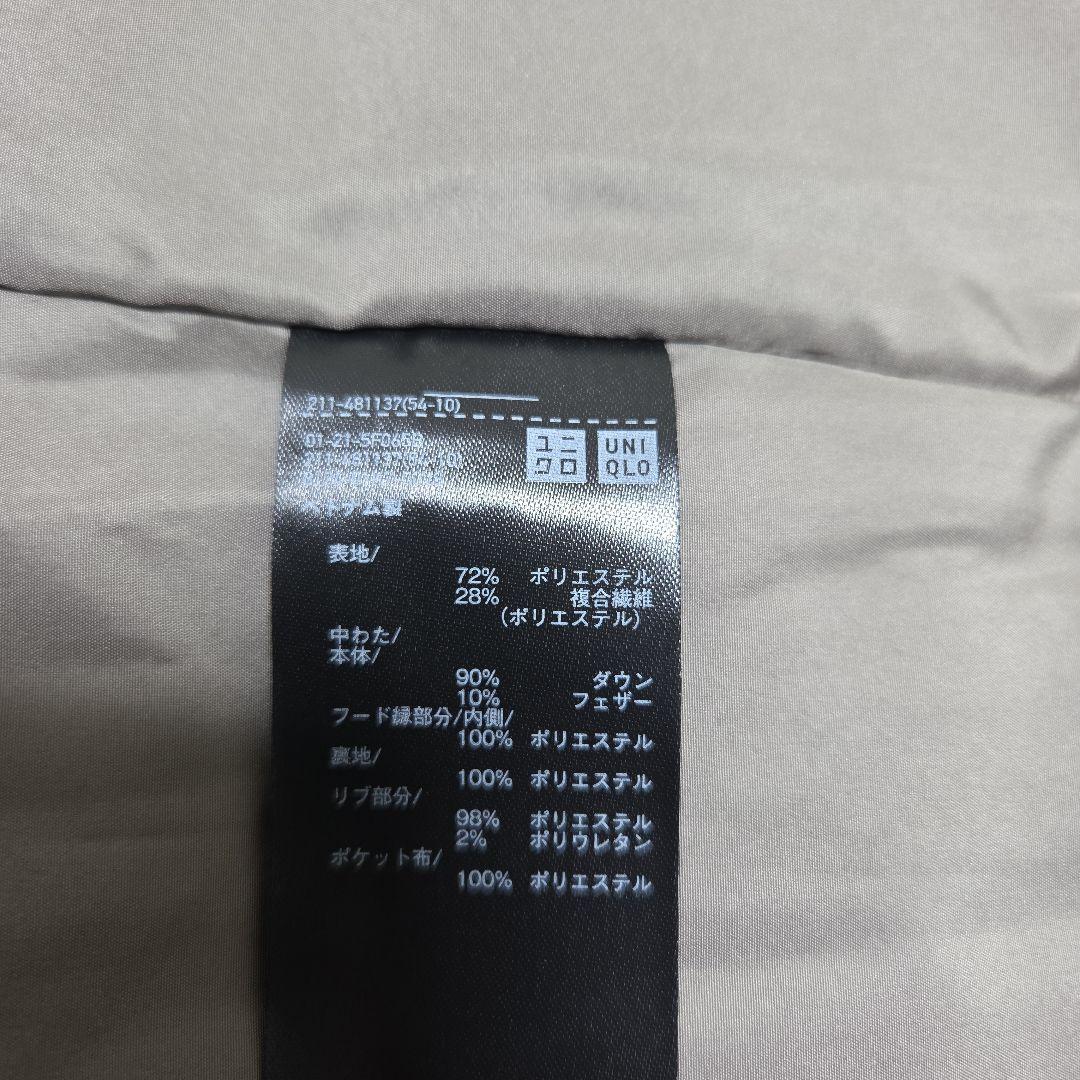 211-481137(54-10)
ユニ
クロ
UNI
QLO
ベトナム製
表地/
72% ポリエステル
28% 複合繊維
(ポリエステル)
中わた/
本体/
90% ダウン
10% フェザー
フード縁部分/内側/
100% ポリエステル
裏地/
100% ポリエステル
リブ部分/
98% ポリエステル
2% ポリウレタン
ポケット布/
100% ポリエステル